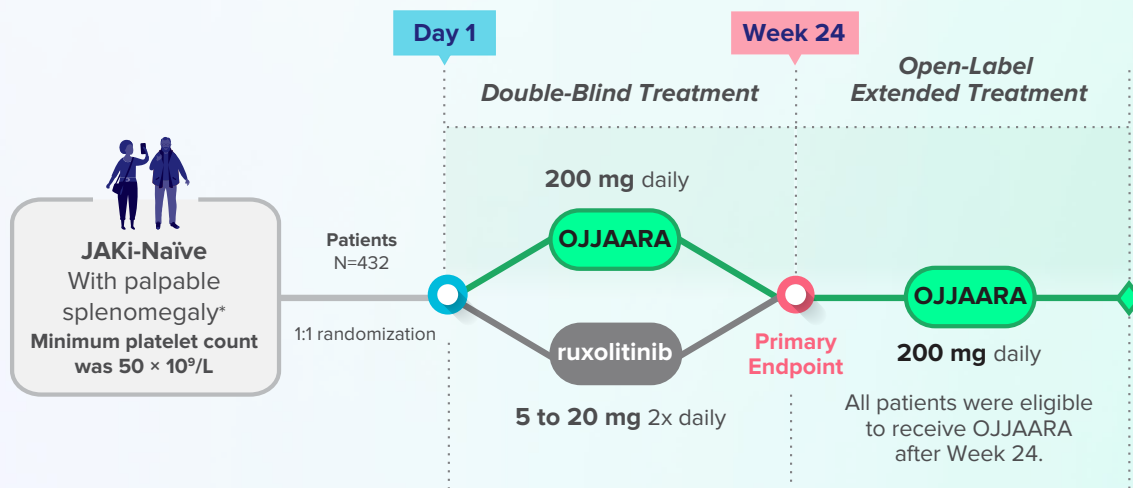 Day 1
Week 24
Double-Blind Treatment
Open-Label
Extended Treatment
JAKi-Naïve
With palpable
splenomegaly*
Minimum platelet count
was 50 × 10⁹/L
Patients
N=432
1:1 randomization
200 mg daily
OJJAARA
ruxolitinib
5 to 20 mg 2x daily
Primary
Endpoint
OJJAARA
200 mg daily
All patients were eligible
to receive OJJAARA
after Week 24.